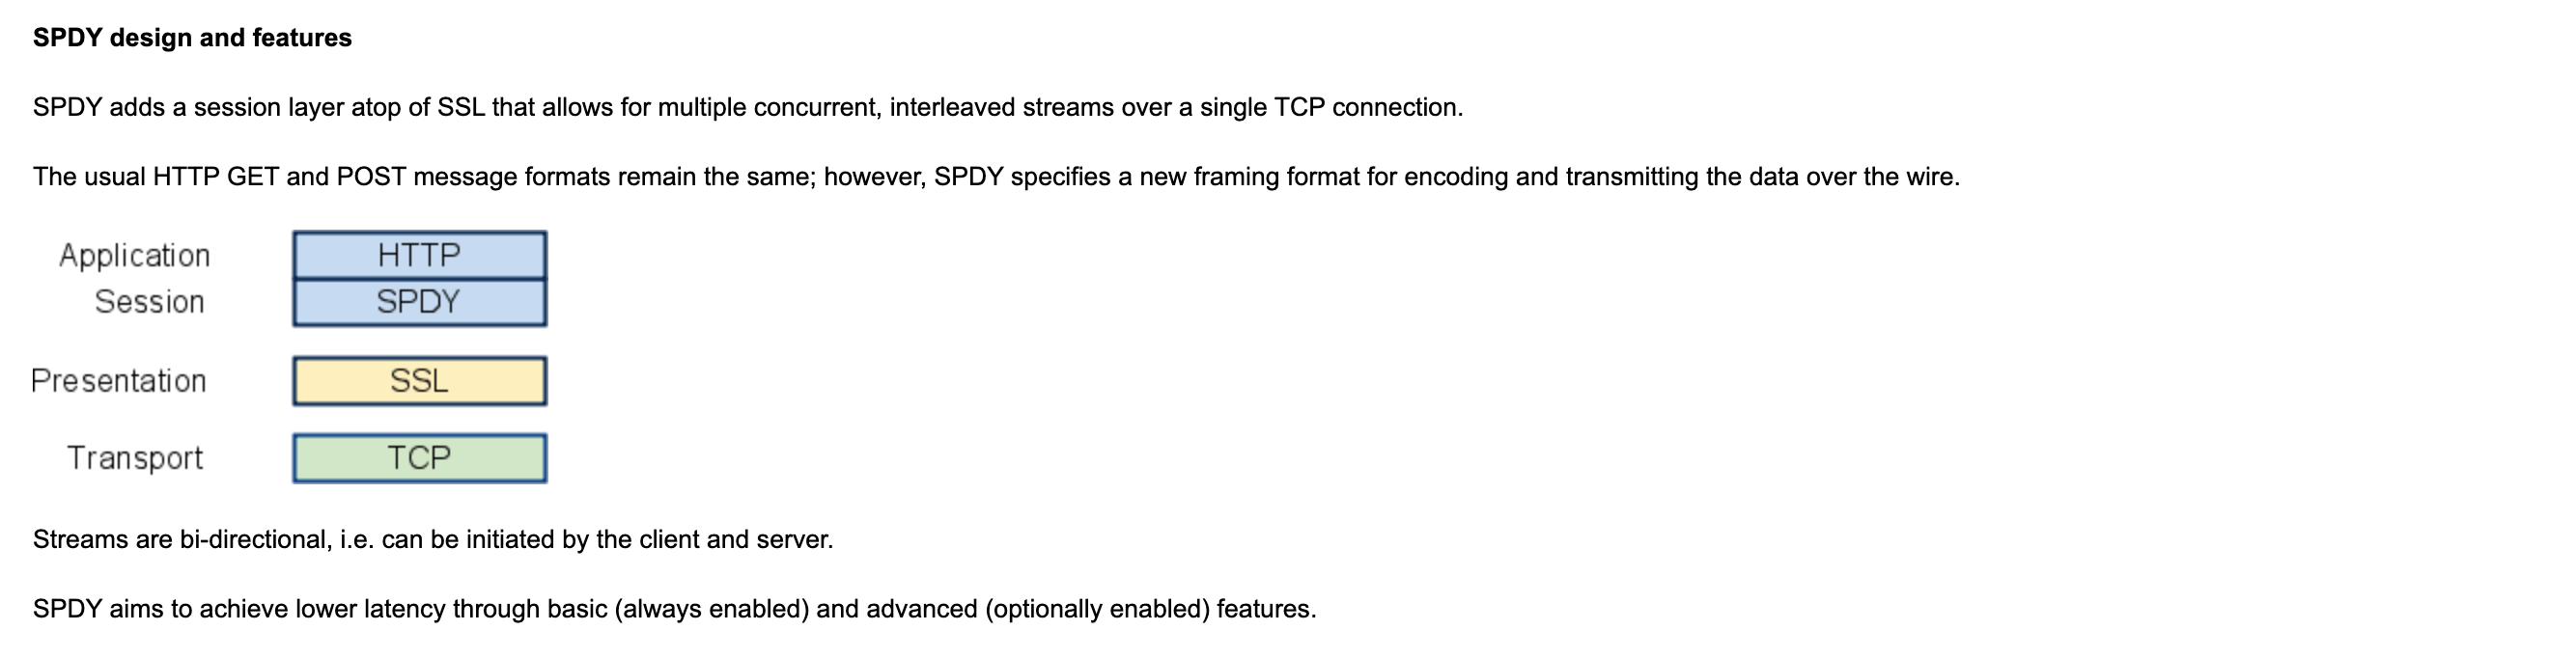 SPDY design and features
SPDY adds a session layer atop of SSL that allows for multiple concurrent, interleaved streams over a single TCP connection.
The usual HTTP GET and POST message formats remain the same; however, SPDY specifies a new framing format for encoding and transmitting the data over the wire.
Application HTTP
Session SPDY
Presentation SSL
Transport TCP
Streams are bi-directional, i.e. can be initiated by the client and server.
SPDY aims to achieve lower latency through basic (always enabled) and advanced (optionally enabled) features.